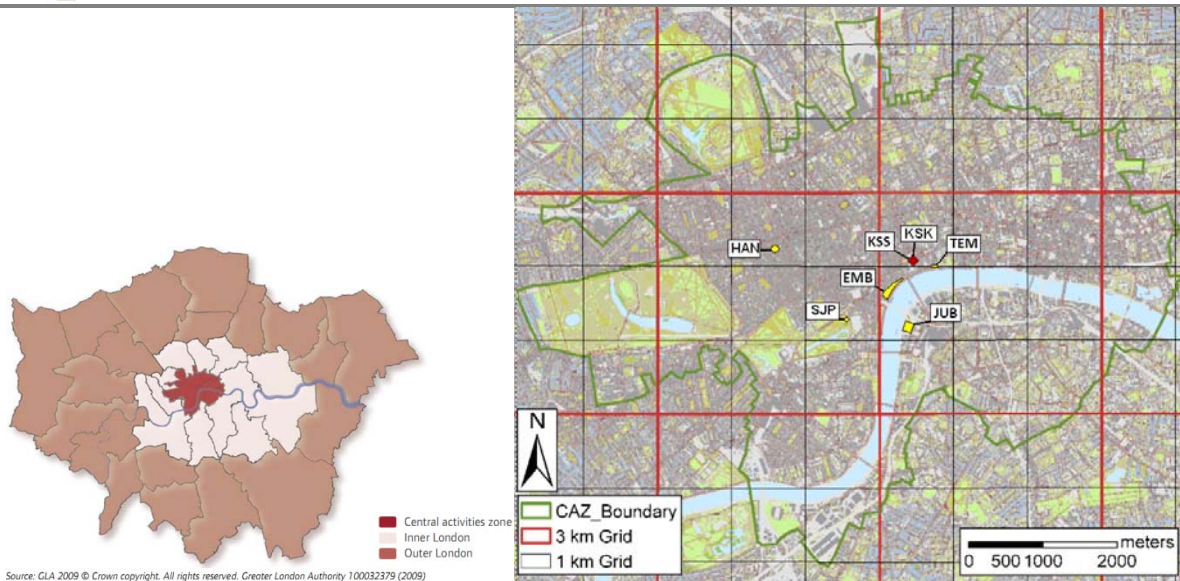 Central activities zone
Inner London
Outer London
Source: GLA 2009 © Crown copyright. All rights reserved. Greater London Authority 100032379 (2009)
HAN
KSS
KSK
TEM
EMB
SJP
JUB
N
CAZ_Boundary
3 km Grid
1 km Grid
meters
0 500 1000 2000